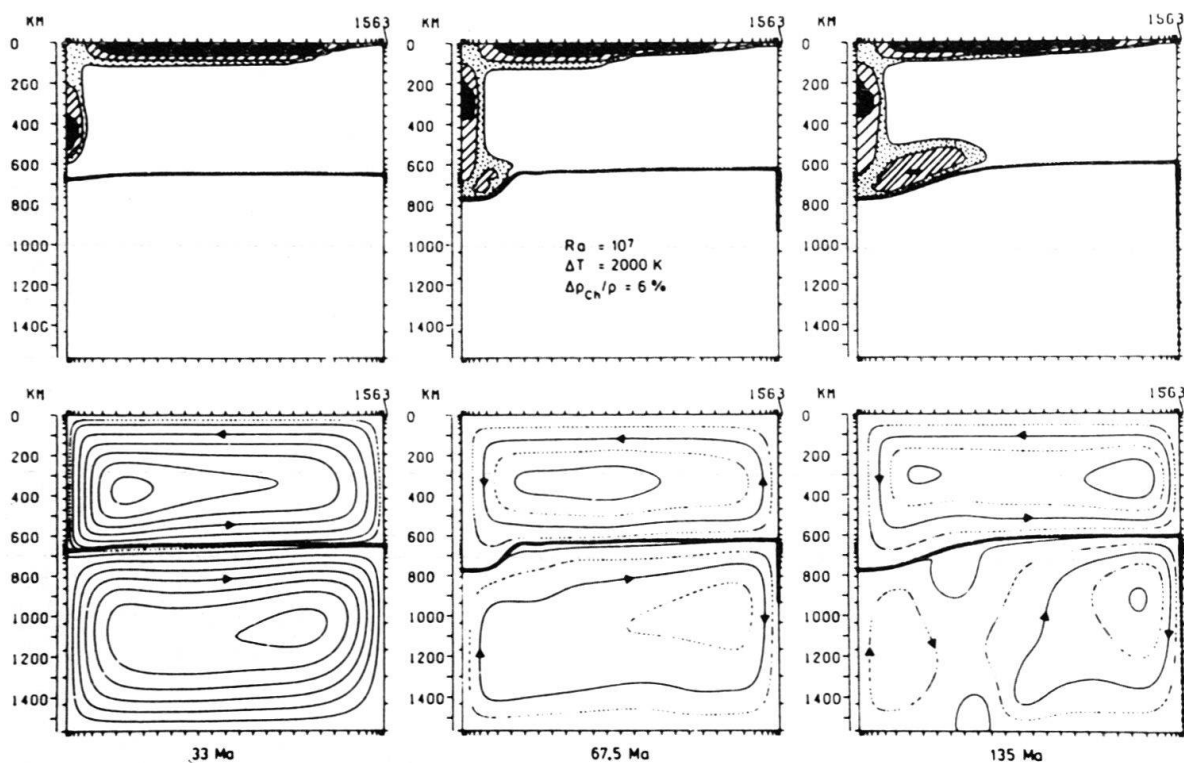 KM 1563 KM 1563 KM 1563
0 0 0
200 200 200
400 400 400
600 600 600
800 800 800
1000 1000 1000
1200 1200 1200
1400 1400 1400
Ra = 10⁷
ΔT = 2000 K
ΔρCh/ρ = 6 %
KM 1563 KM 1563 KM 1563
0 0 0
200 200 200
400 400 400
600 600 600
800 800 800
1000 1000 1000
1200 1200 1200
1400 1400 1400
33 Ma 67.5 Ma 135 Ma